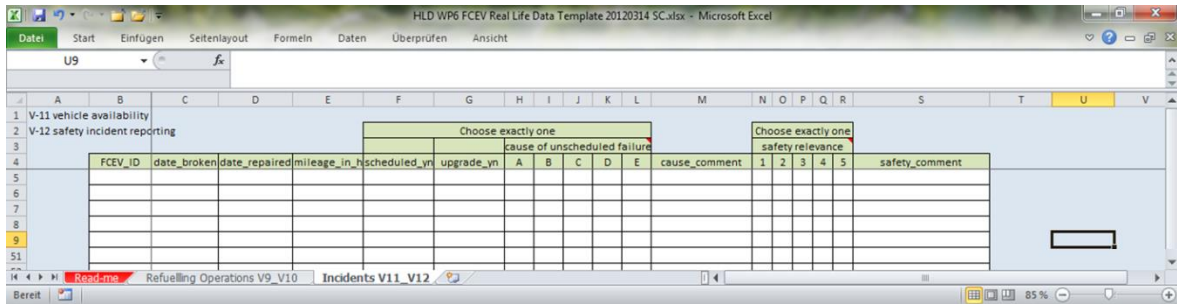 HLD WP6 FCEV Real Life Data Template 20120314 SC.xlsx - Microsoft Excel
Datei Start Einfügen Seitenlayout Formeln Daten Überprüfen Ansicht
U9 fx
A B C D E F G H I J K L M N O P Q R S T U V
1 V-11 vehicle availability
2 V-12 safety incident reporting Choose exactly one Choose exactly one
3 cause of unscheduled failure safety relevance
4 FCEV_ID date_broken date_repaired mileage_in_h scheduled_yn upgrade_yn A B C D E cause_comment 1 2 3 4 5 safety_comment
5
6
7
8
9
51
Read-me Refuelling Operations V9_V10 Incidents V11_V12
Bereit 85 %